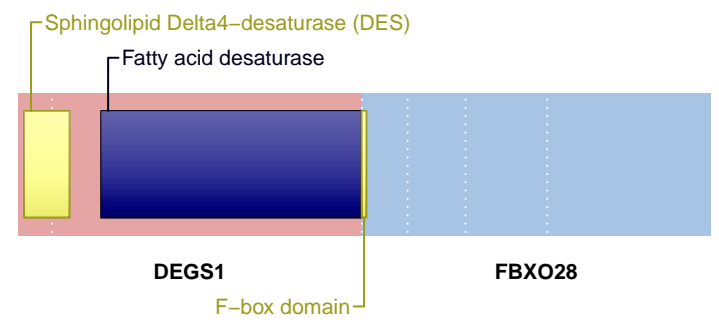 Sphingolipid Delta4−desaturase (DES)
Fatty acid desaturase
DEGS1
FBXO28
F−box domain